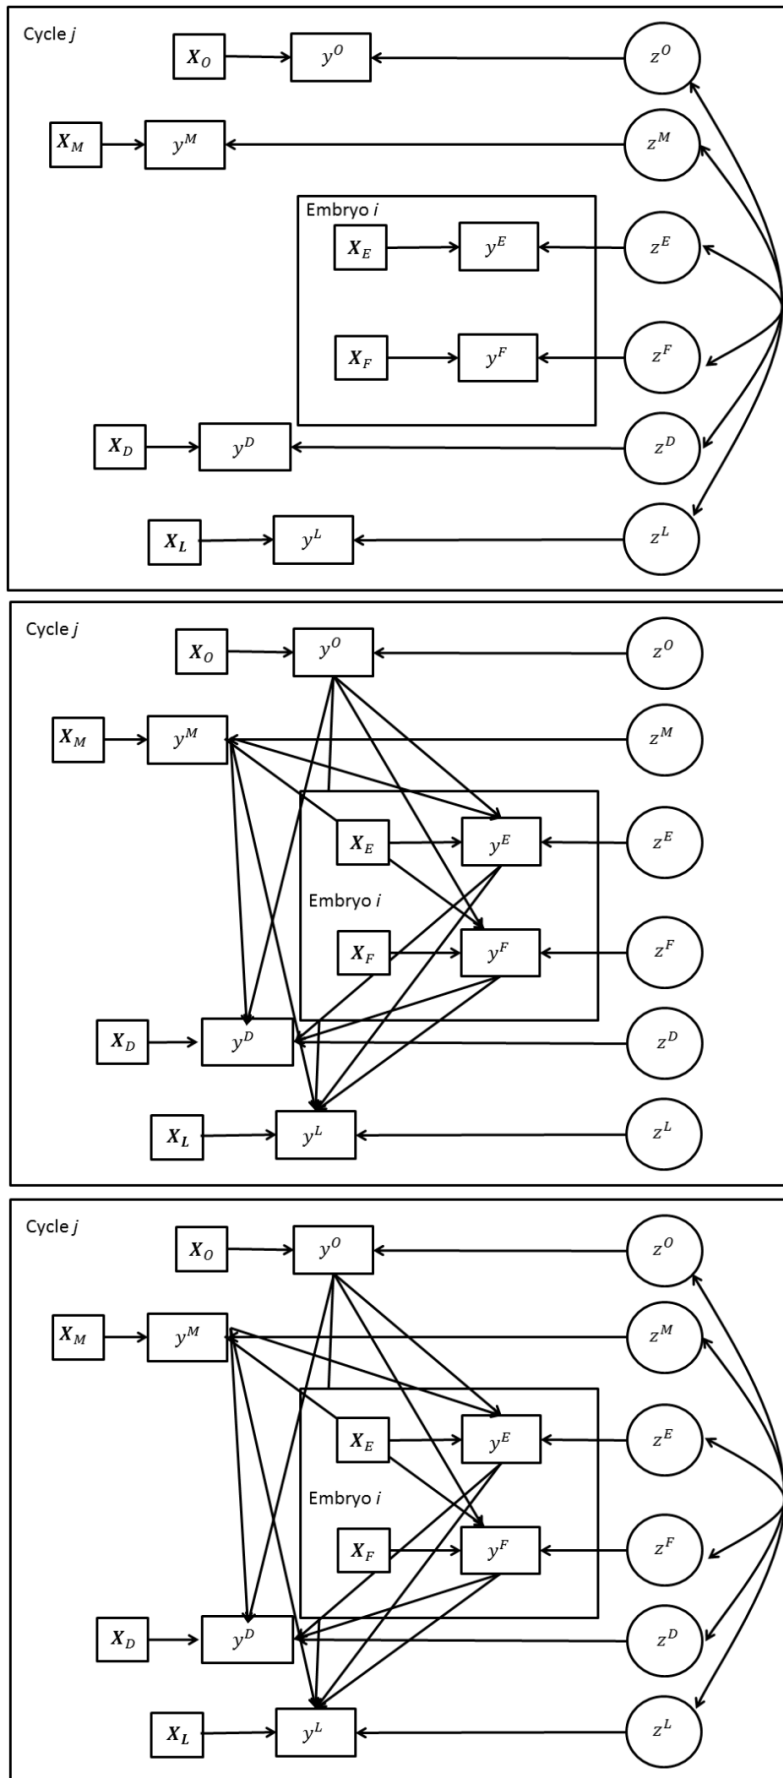 Cycle j
X_O y^O z^O
X_M y^M z^M
Embryo i
X_E y^E z^E
X_F y^F z^F
X_D y^D z^D
X_L y^L z^L
Cycle j
X_O y^O z^O
X_M y^M z^M
X_E y^E z^E
Embryo i
X_F y^F z^F
X_D y^D z^D
X_L y^L z^L
Cycle j
X_O y^O z^O
X_M y^M z^M
X_E y^E z^E
Embryo i
X_F y^F z^F
X_D y^D z^D
X_L y^L z^L